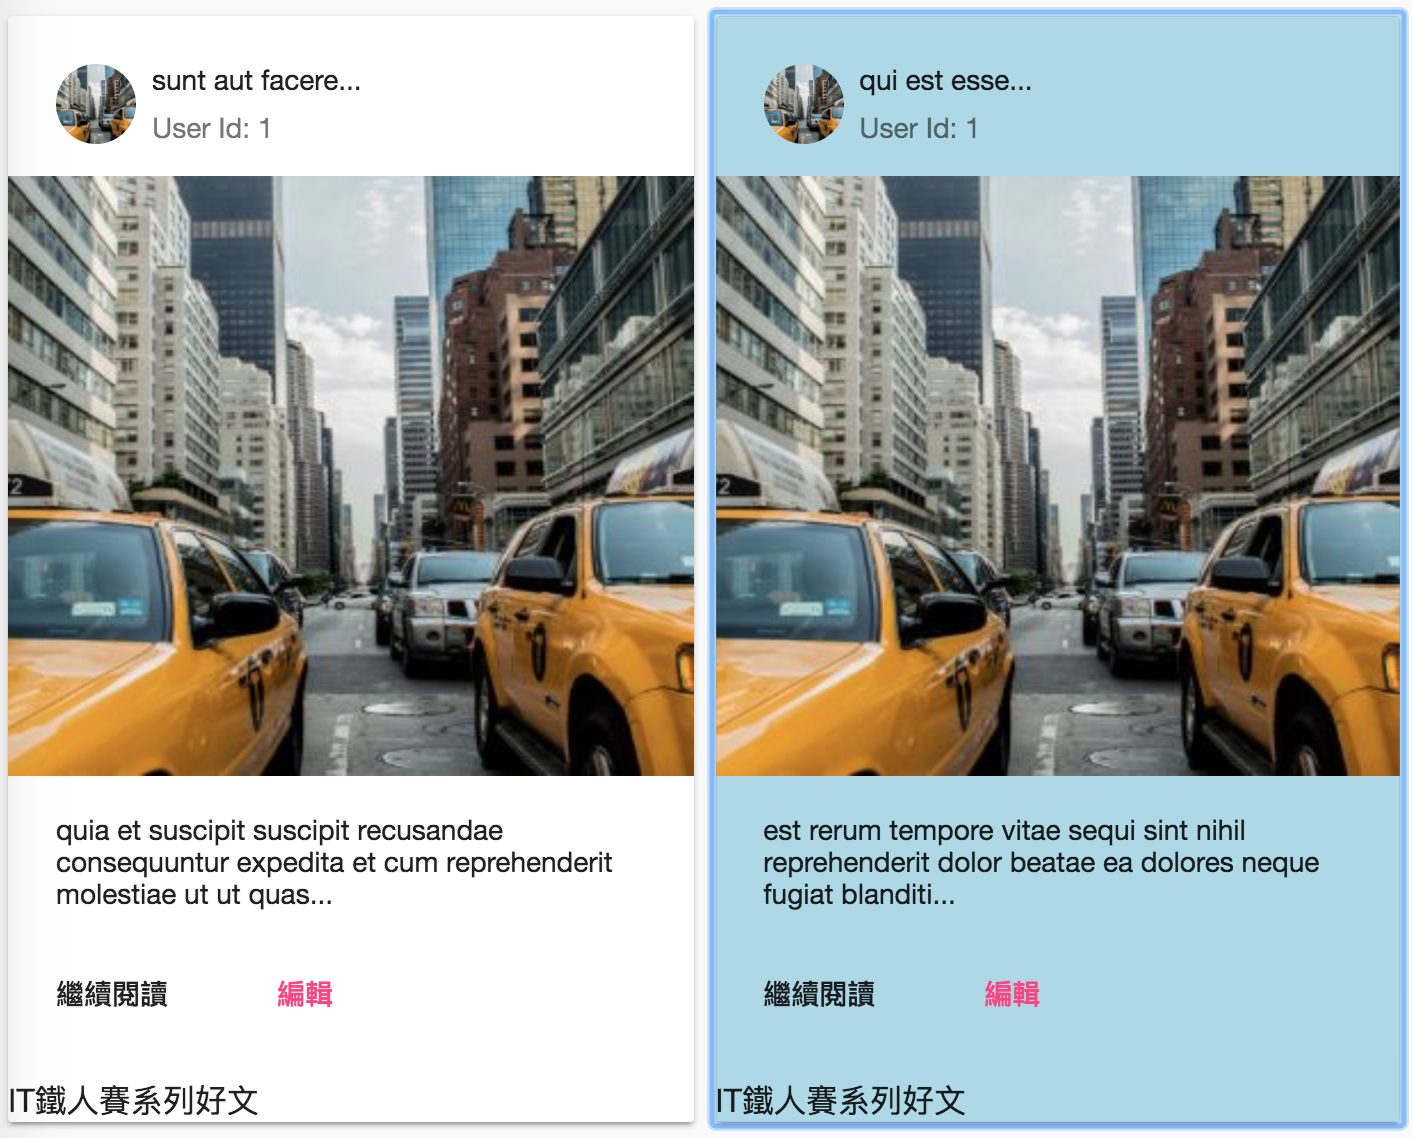 sunt aut facere...
User Id: 1
2
quia et suscipit suscipit recusandae
consequuntur expedita et cum reprehenderit
molestiae ut ut quas...
繼續閱讀 編輯
IT鐵人賽系列好文
qui est esse...
User Id: 1
2
est rerum tempore vitae sequi sint nihil
reprehenderit dolor beatae ea dolores neque
fugiat blanditi...
繼續閱讀 編輯
IT鐵人賽系列好文